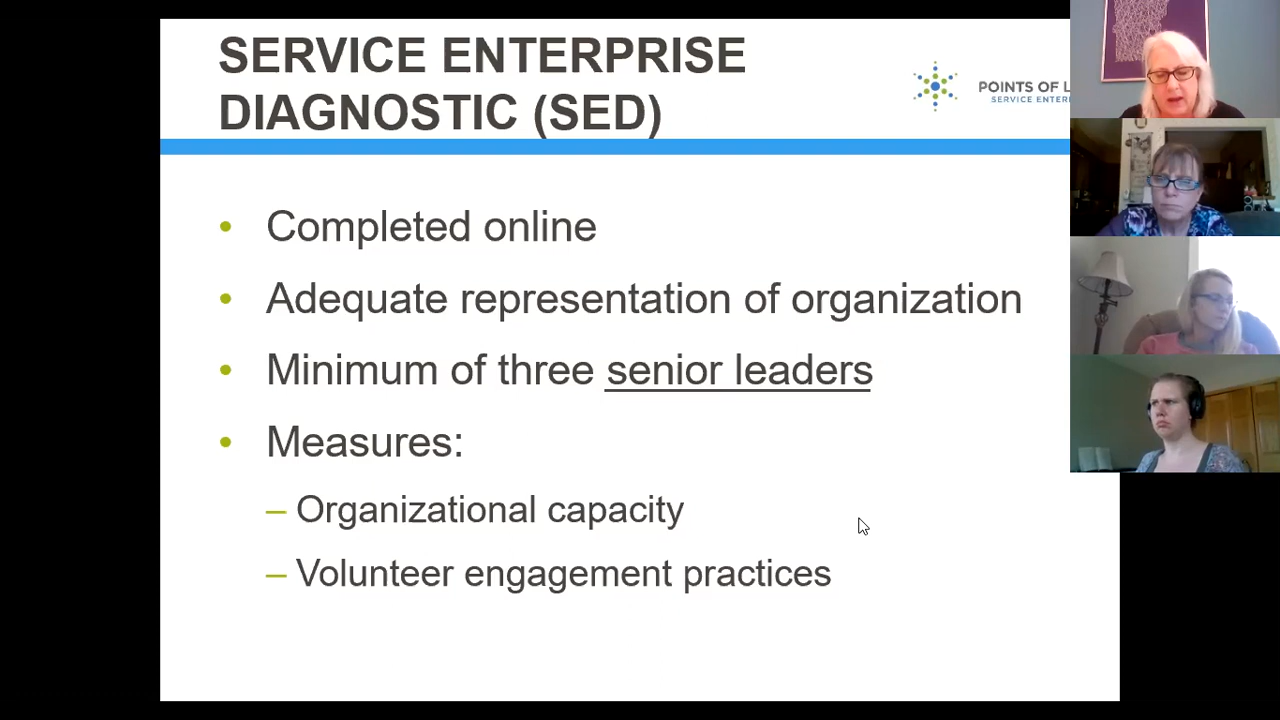 SERVICE ENTERPRISE
DIAGNOSTIC (SED)
POINTS OF
SERVICE
• Completed online
• Adequate representation of organization
• Minimum of three senior leaders
• Measures:
– Organizational capacity
– Volunteer engagement practices